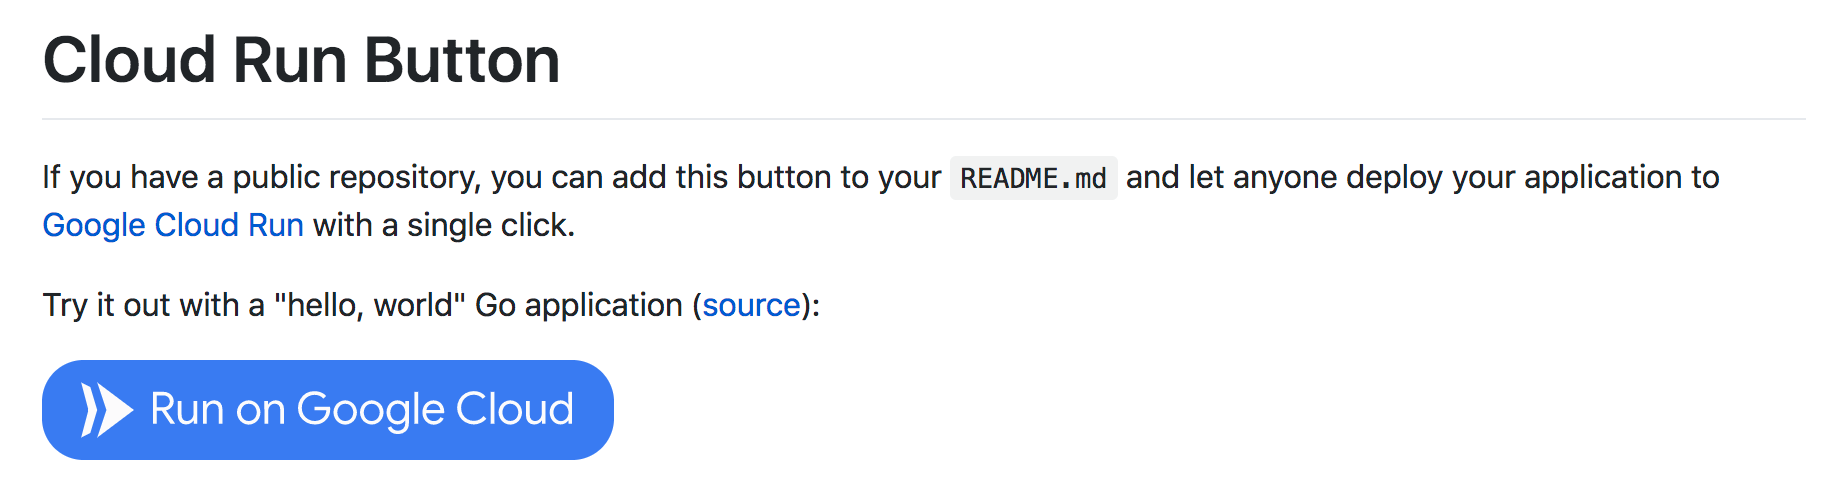 Cloud Run Button
If you have a public repository, you can add this button to your README.md and let anyone deploy your application to
Google Cloud Run with a single click.
Try it out with a "hello, world" Go application (source):
Run on Google Cloud